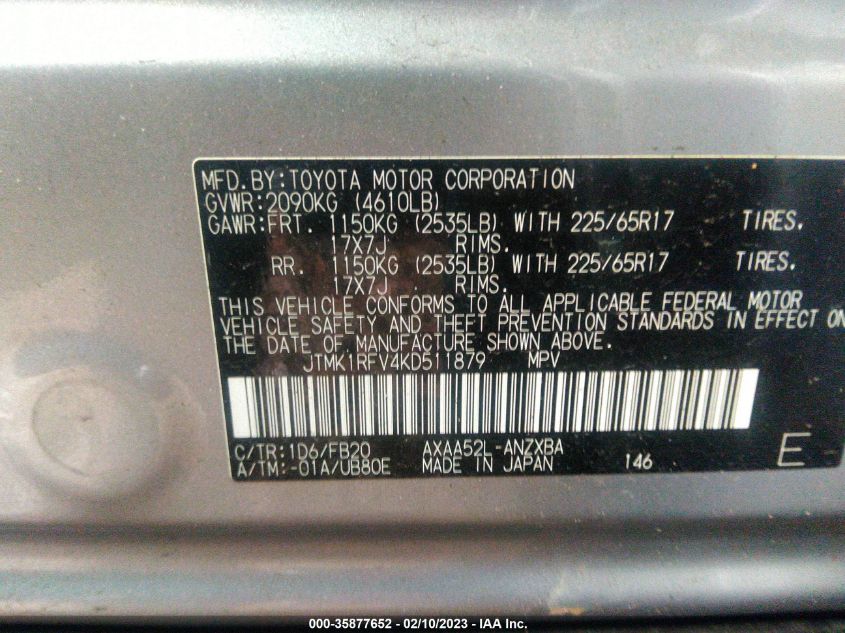 MFD.BY:TOYOTA MOTOR CORPORATION
GVWR:2090KG (4610LB)
GAWR:FRT. 1150KG (2535LB) WITH 225/65R17 TIRES.
17X7J RIMS.
RR. 1150KG (2535LB) WITH 225/65R17 TIRES.
17X7J RIMS.
THIS VEHICLE CONFORMS TO ALL APPLICABLE FEDERAL MOTOR
VEHICLE SAFETY AND THEFT PREVENTION STANDARDS IN EFFECT ON
THE DATE OF MANUFACTURE SHOWN ABOVE.
JTMK1RFV4KD511879 MPV
C/TR:1D6/FB20 AXAA52L-ANZXBA
A/TM:-01A/UB80E MADE IN JAPAN 146 E
000-35877652 - 02/10/2023 - IAA Inc.